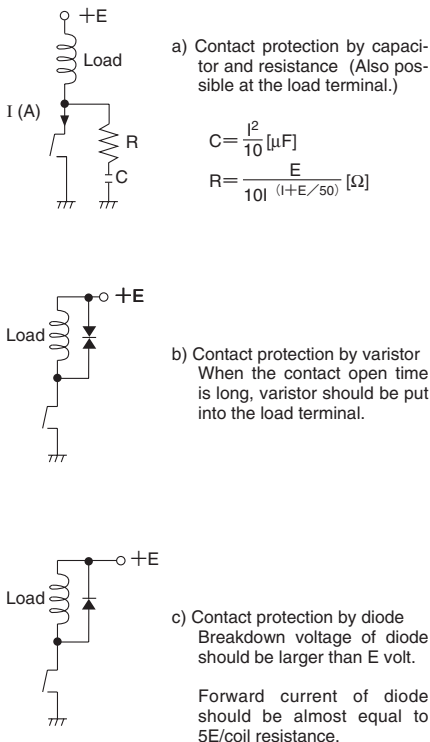 +E
Load
I (A)
R
C
a) Contact protection by capaci-
tor and resistance (Also pos-
sible at the load terminal.)
C=I²/10 [μF]
R=E/10I (I+E/50) [Ω]
+E
Load
b) Contact protection by varistor
When the contact open time
is long, varistor should be put
into the load terminal.
+E
Load
c) Contact protection by diode
Breakdown voltage of diode
should be larger than E volt.
Forward current of diode
should be almost equal to
5E/coil resistance.